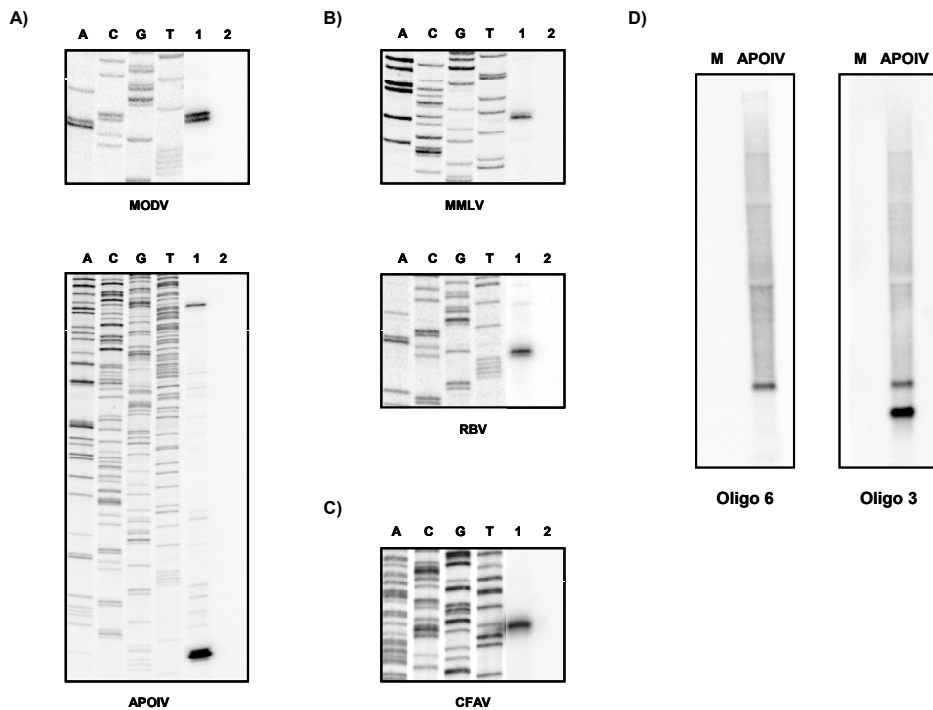 A)
A C G T 1 2
MODV
A C G T 1 2
APOIV
B)
A C G T 1 2
MMLV
A C G T 1 2
RBV
C)
A C G T 1 2
CFAV
D)
M APOIV
M APOIV
Oligo 6
Oligo 3